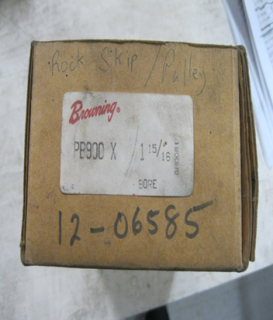 Rock Skip / Pulley
Browning
PB900 X 1 15/16
BORE
12-06585